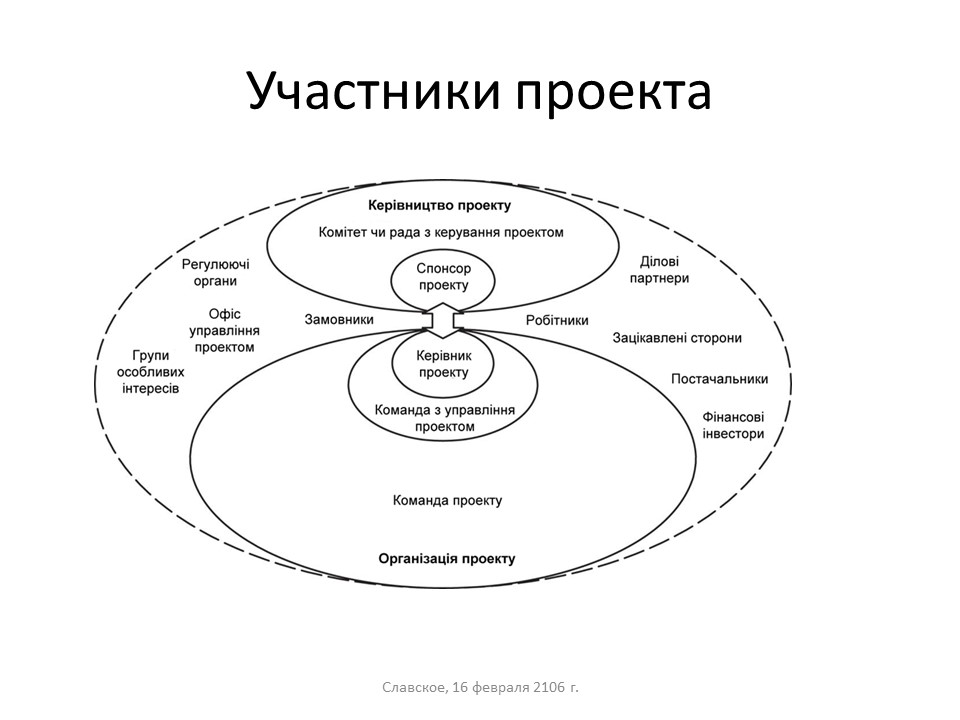 Участники проекта
Керівництво проекту
Комітет чи рада з керування проектом
Спонсор
проекту
Регулюючі
органи
Ділові
партнери
Офіс
управління
проектом
Замовники
Робітники
Зацікавлені сторони
Групи
особливих
інтересів
Керівник
проекту
Постачальники
Команда з управління
проектом
Фінансові
інвестори
Команда проекту
Організація проекту
Славское, 16 февраля 2106 г.